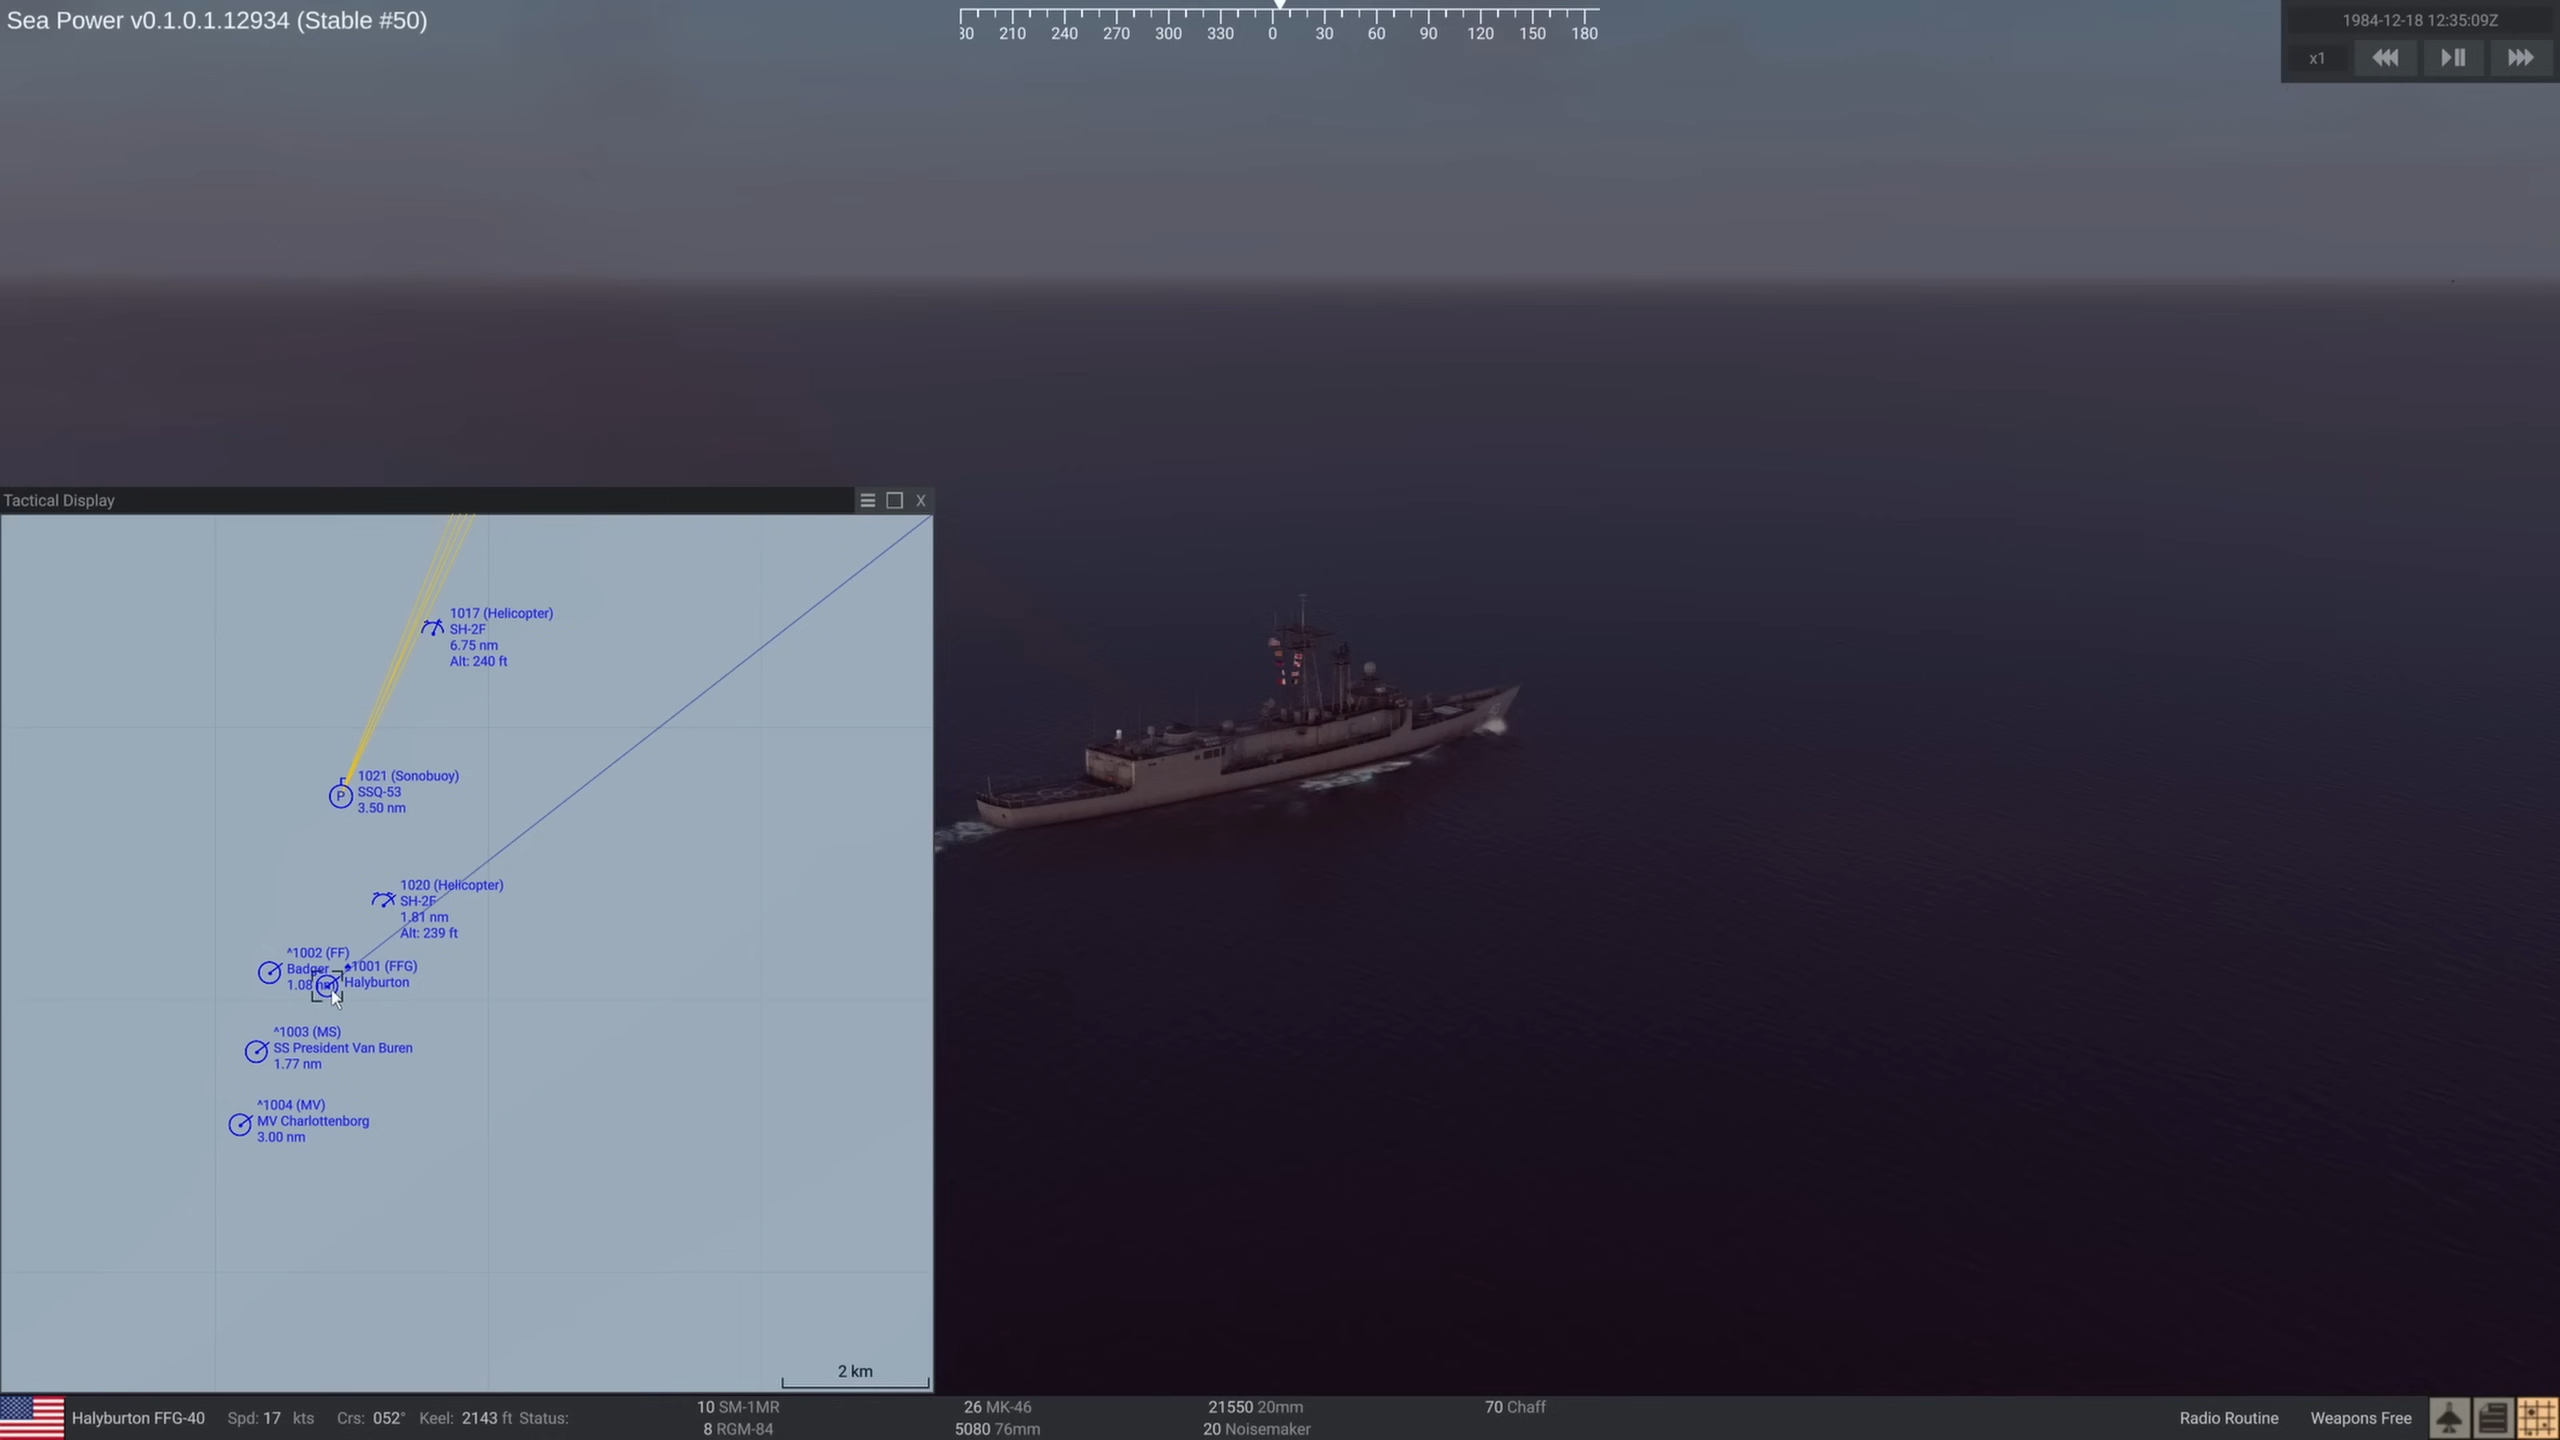 Sea Power v0.1.0.1.12934 (Stable #50)
30 210 240 270 300 330 0 30 60 90 120 150 180
1984-12-18 12:35:09Z
x1
Tactical Display
X
1017 (Helicopter)
SH-2F
6.75 nm
Alt: 240 ft
1021 (Sonobuoy)
SSQ-53
3.50 nm
P
1020 (Helicopter)
SH-2F
1.81 nm
Alt: 239 ft
^1002 (FF)
Badger
1.08 nm
^1001 (FFG)
Halyburton
^1003 (MS)
SS President Van Buren
1.77 nm
^1004 (MV)
MV Charlottenborg
3.00 nm
2 km
Halyburton FFG-40 Spd: 17 kts Crs: 052° Keel: 2143 ft Status:
10 SM-1MR
8 RGM-84
26 MK-46
5080 76mm
21550 20mm
20 Noisemaker
70 Chaff
Radio Routine
Weapons Free